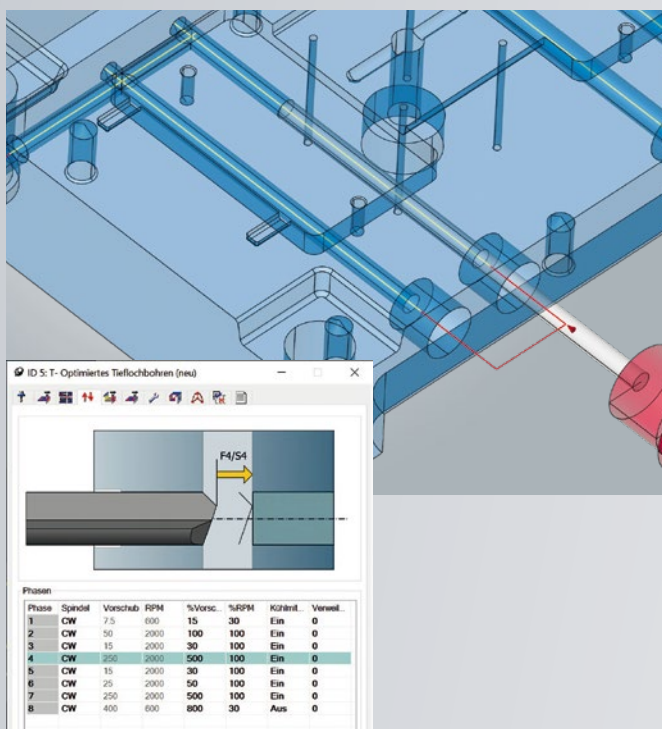 ID 5: T- Optimiertes Tieflochbohren (neu)
F4/S4
Phasen
Phase Spindel Vorschub RPM %Vorsc... %RPM Kühlmit... Verweil...
1 CW 7.5 600 15 30 Ein 0
2 CW 50 2000 100 100 Ein 0
3 CW 15 2000 30 100 Ein 0
4 CW 250 2000 500 100 Ein 0
5 CW 15 2000 30 100 Ein 0
6 CW 25 2000 50 100 Ein 0
7 CW 250 2000 500 100 Ein 0
8 CW 400 600 800 30 Aus 0